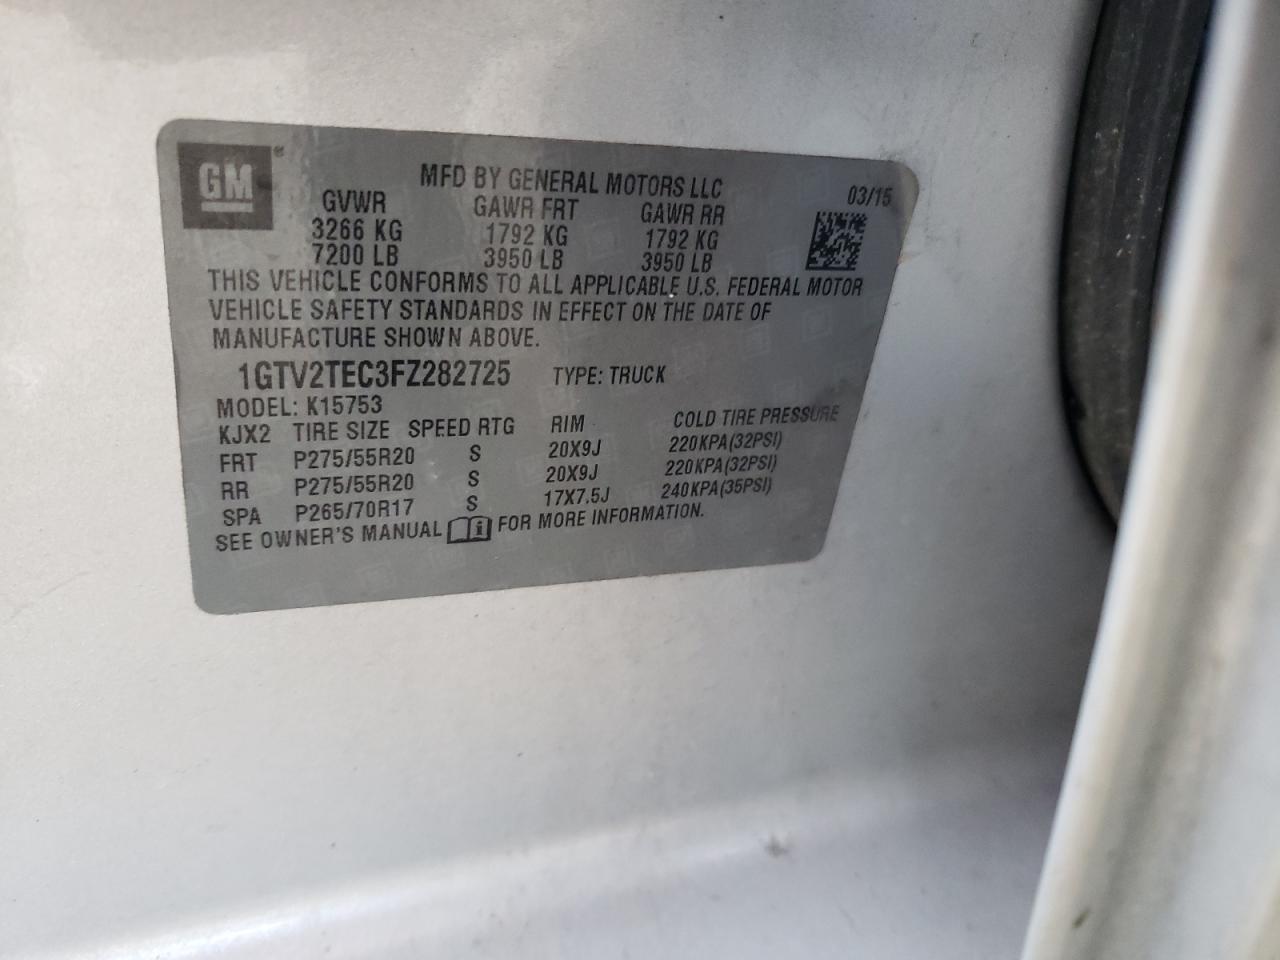 GM®
MFD BY GENERAL MOTORS LLC 03/15
GVWR GAWR FRT GAWR RR
3266 KG 1792 KG 1792 KG
7200 LB 3950 LB 3950 LB
THIS VEHICLE CONFORMS TO ALL APPLICABLE U.S. FEDERAL MOTOR
VEHICLE SAFETY STANDARDS IN EFFECT ON THE DATE OF
MANUFACTURE SHOWN ABOVE.
1GTV2TEC3FZ282725 TYPE: TRUCK
MODEL: K15753
KJX2 TIRE SIZE SPEED RTG RIM COLD TIRE PRESSURE
FRT P275/55R20 S 20X9J 220KPA(32PSI)
RR P275/55R20 S 20X9J 220KPA(32PSI)
SPA P265/70R17 S 17X7.5J 240KPA(35PSI)
SEE OWNER'S MANUAL i FOR MORE INFORMATION.